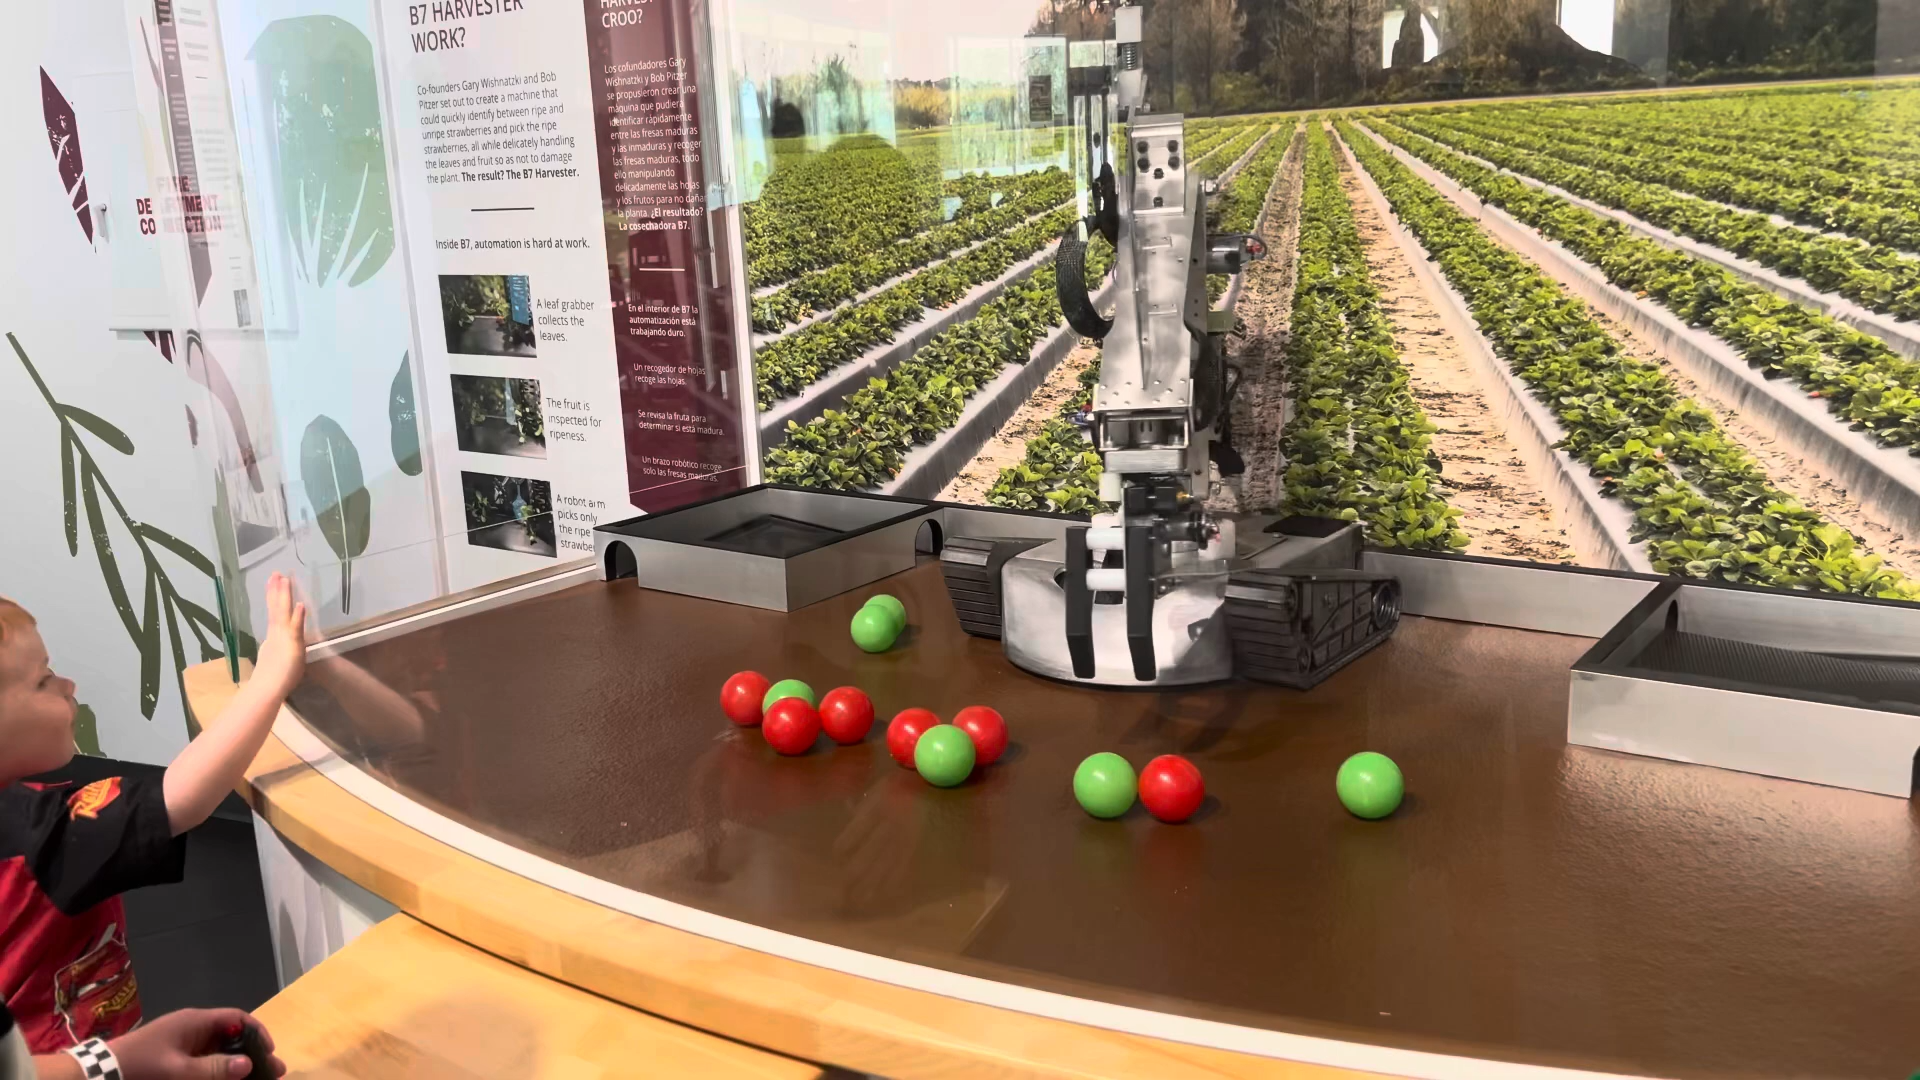 B7 HARVESTER
WORK?
Co-founders Gary Wishnatzki and Bob
Pitzer set out to create a machine that
could quickly identify between ripe and
unripe strawberries and pick the ripe
strawberries, all while delicately handling
the leaves and fruit so as not to damage
the plant. The result? The B7 Harvester.
Inside B7, automation is hard at work.
A leaf grabber
collects the
leaves.
The fruit is
inspected for
ripeness.
A robot arm
picks only
the ripe
CROO?
Los cofundadores Gary
Wishnatzki y Bob Pitzer
se propusieron crear una
máquina que pudiera
identificar rápidamente
entre las fresas maduras
y las inmaduras y recoger
las fresas maduras, todo
ello manipulando
delicadamente las hojas
y los frutos para no dañar
la planta. ¿El resultado?
La cosechadora B7.
En el interior de B7 la
automatización está
trabajando duro.
Un recogedor de hojas
recoge las hojas.
Se revisa la fruta para
determinar si está madura.
Un brazo robótico recoge
solo las fresas maduras.